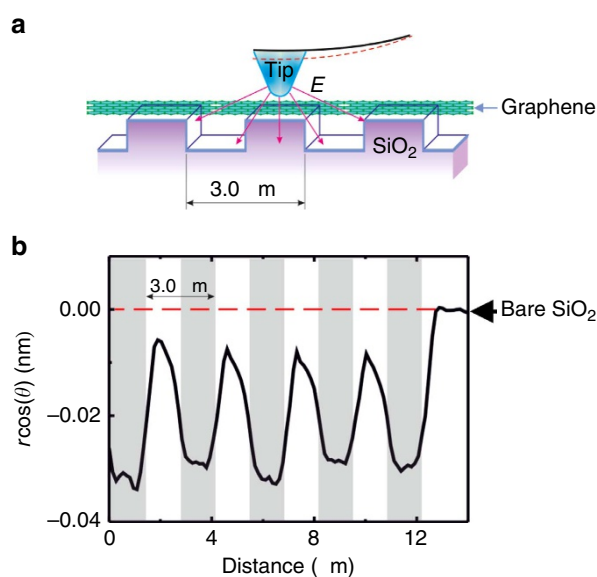 a
Tip
E
Graphene
SiO₂
3.0 m
b
3.0 m
0.00
Bare SiO₂
−0.02
−0.04
rcos(θ) (nm)
0 4 8 12
Distance ( m)